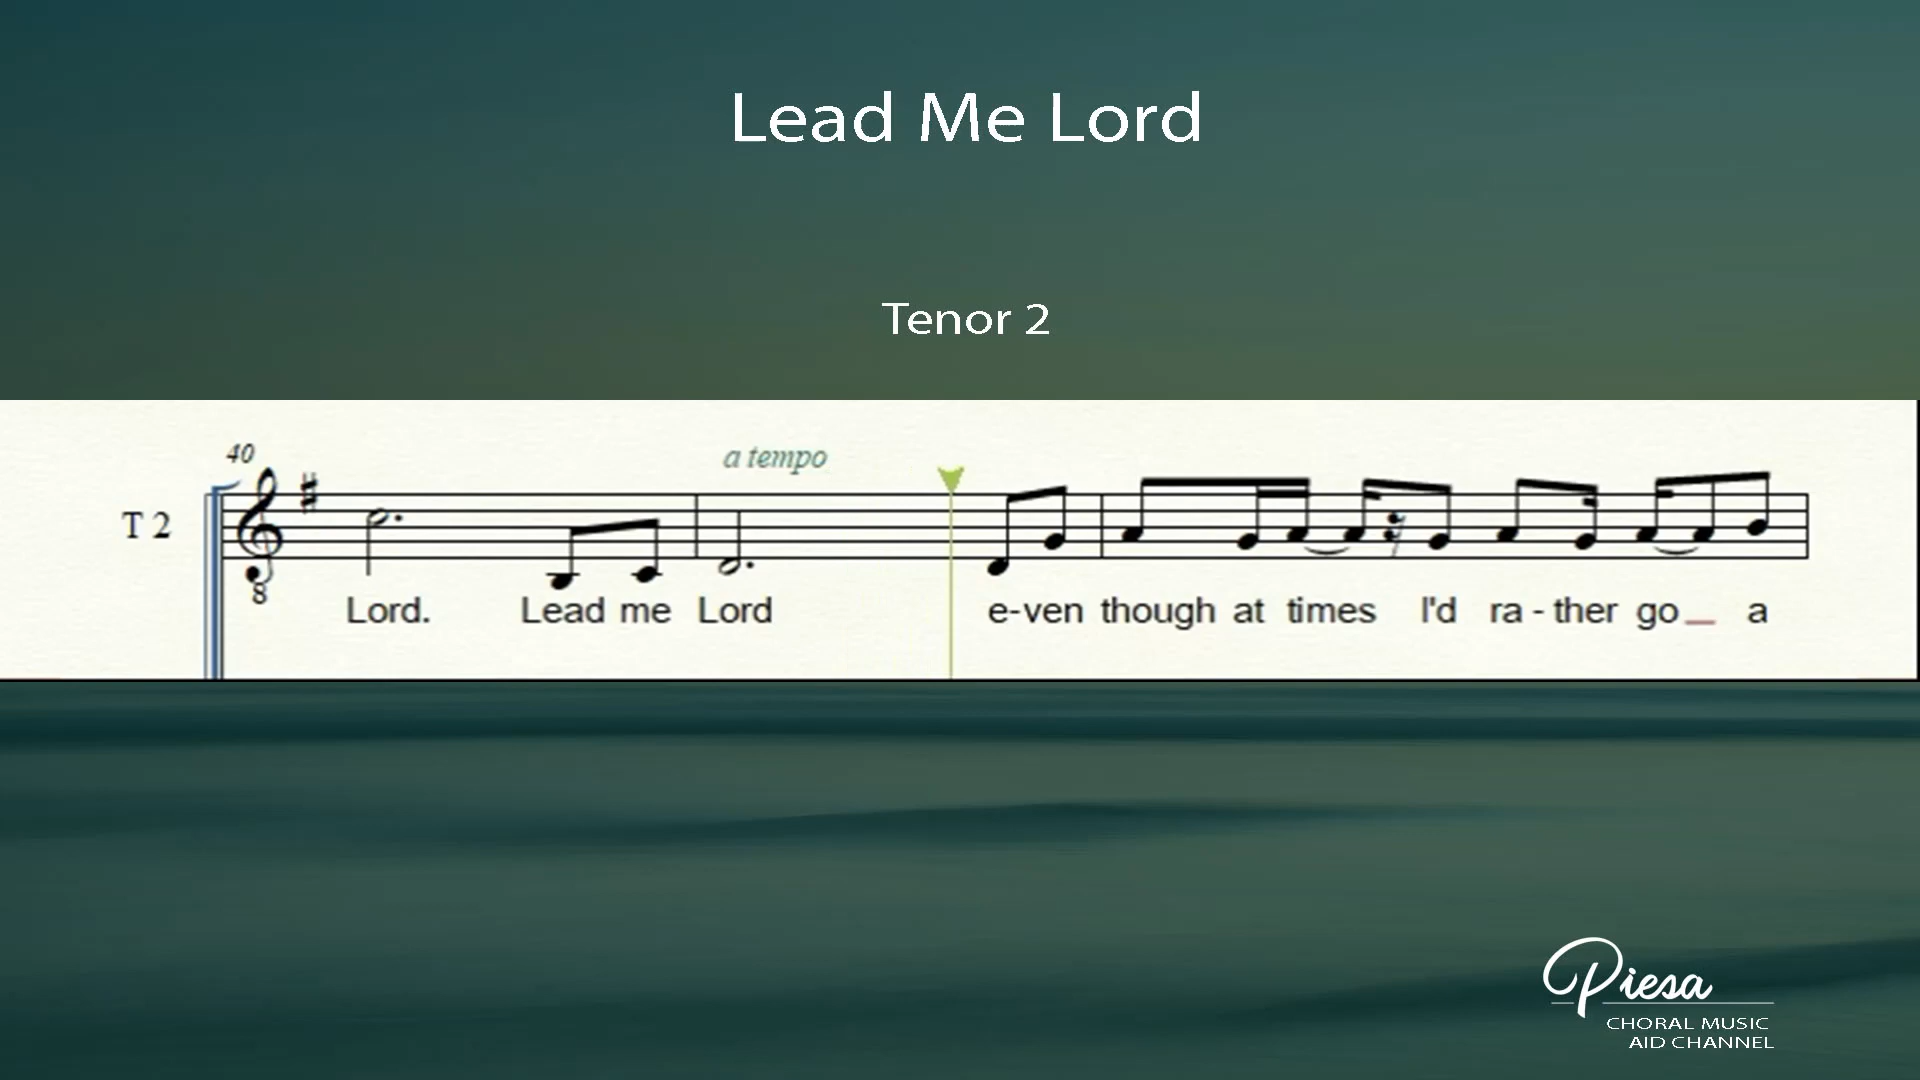 Lead Me Lord
Tenor 2
40
a tempo
T 2
8
Lord. Lead me Lord e-ven though at times I'd ra - ther go_ a
Piesa
CHORAL MUSIC
AID CHANNEL